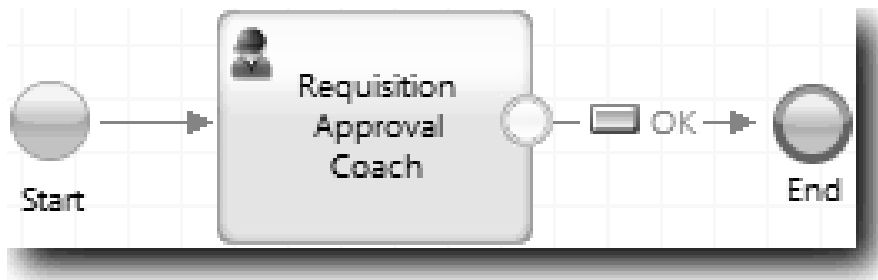 Requisition
Approval
Coach
OK
Start
End